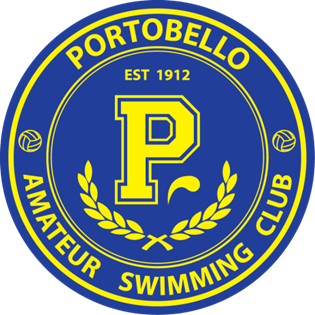 PORTOBELLO
EST 1912
P
AMATEUR SWIMMING CLUB